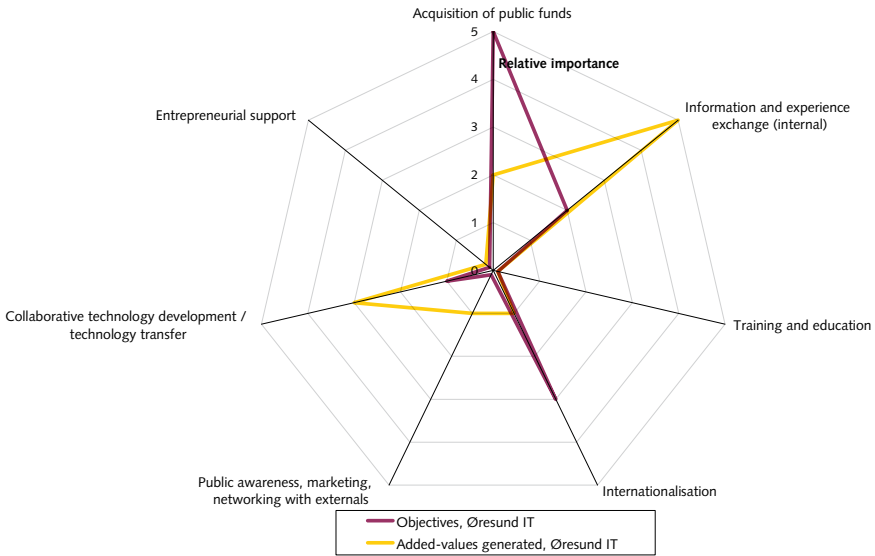 Acquisition of public funds
5
Relative importance
4
Information and experience
exchange (internal)
Entrepreneurial support
3
2
1
0
Collaborative technology development /
technology transfer
Training and education
Public awareness, marketing,
networking with externals
Internationalisation
Objectives, Øresund IT
Added-values generated, Øresund IT